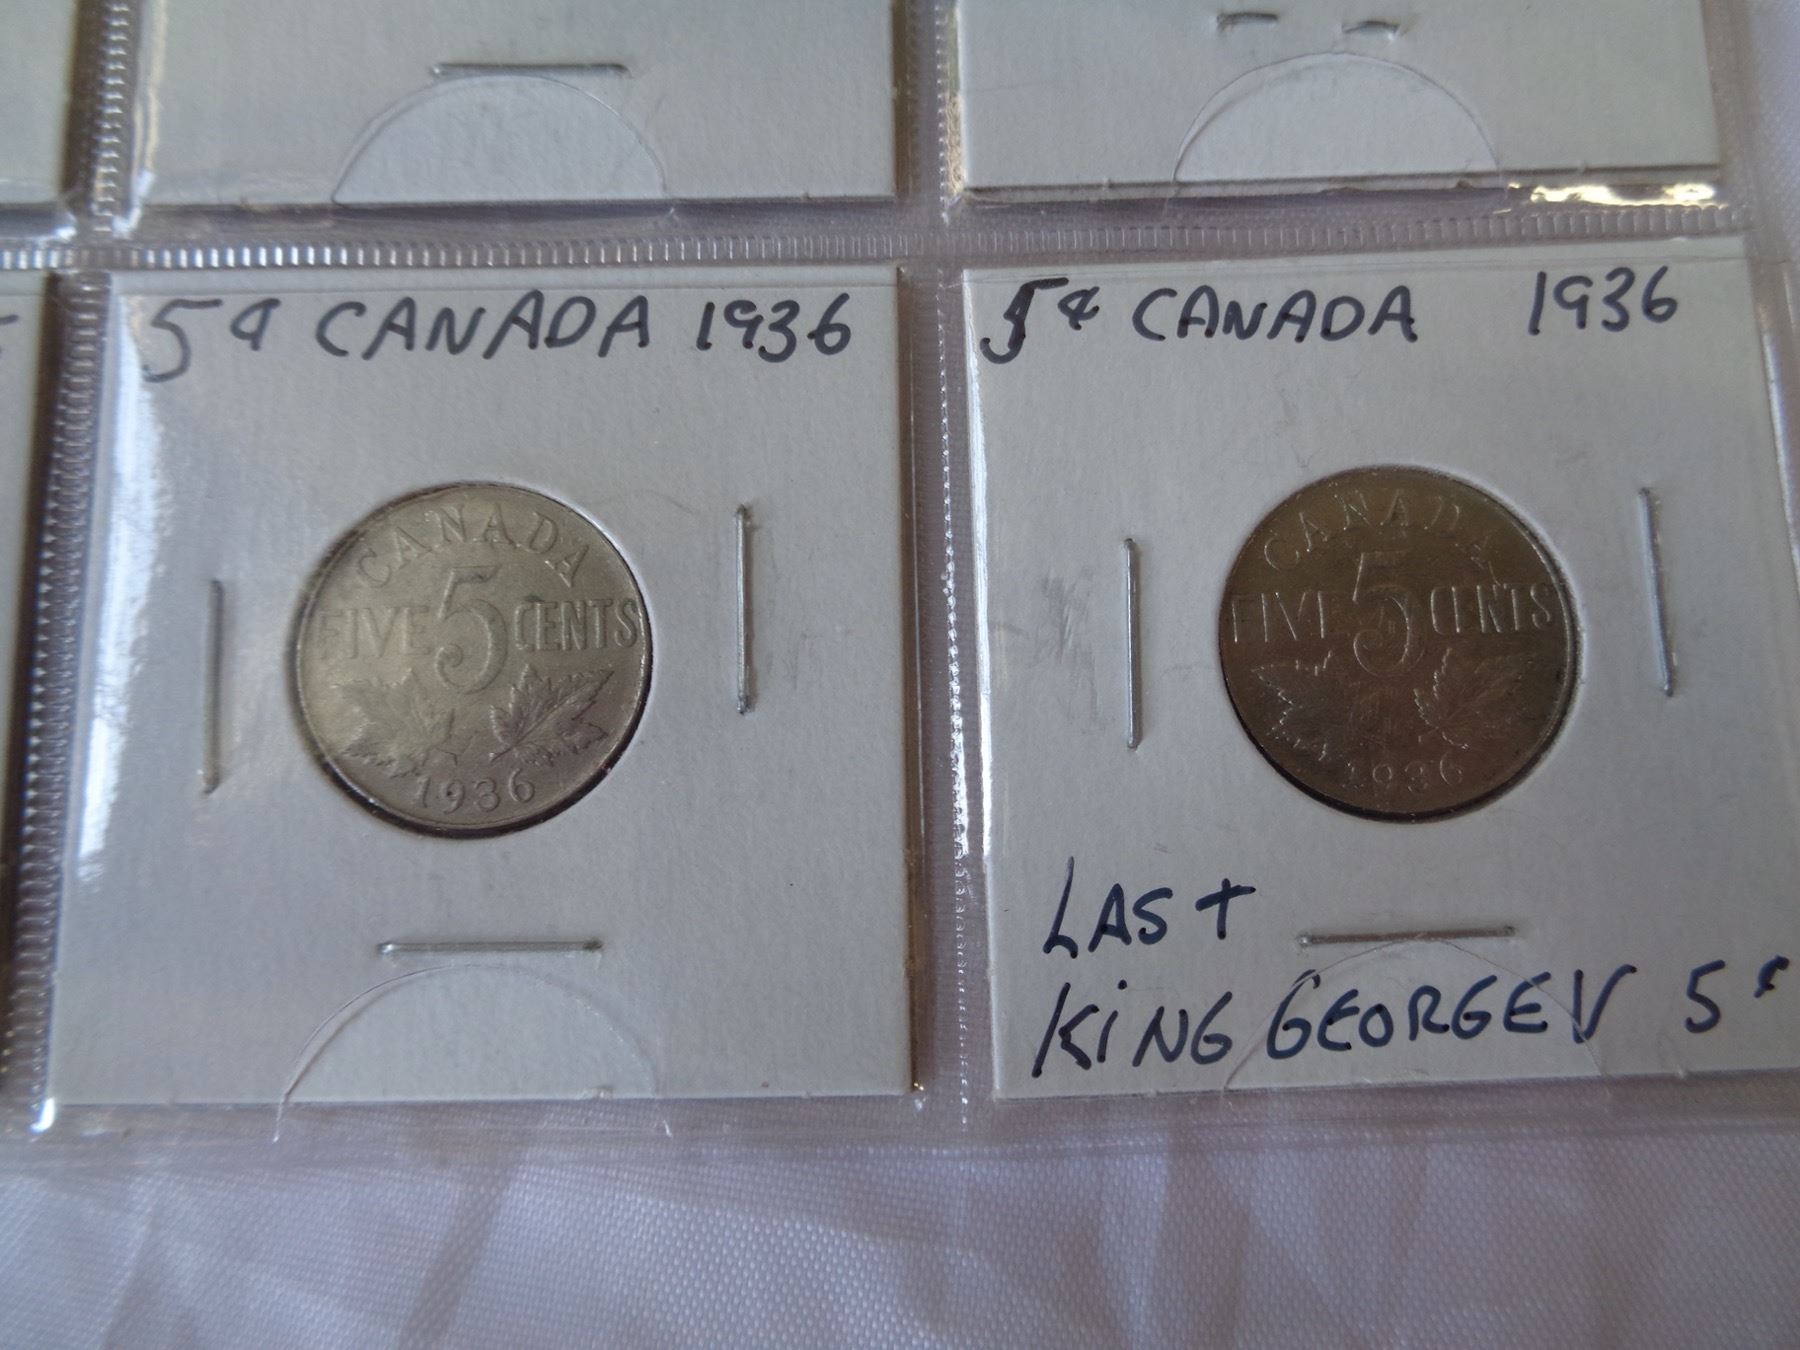 5¢ CANADA 1936
CANADA
FIVE 5 CENTS
1936
5¢ CANADA 1936
CANADA
FIVE 5 CENTS
1936
LAST
KiNG GEORGE V 5¢